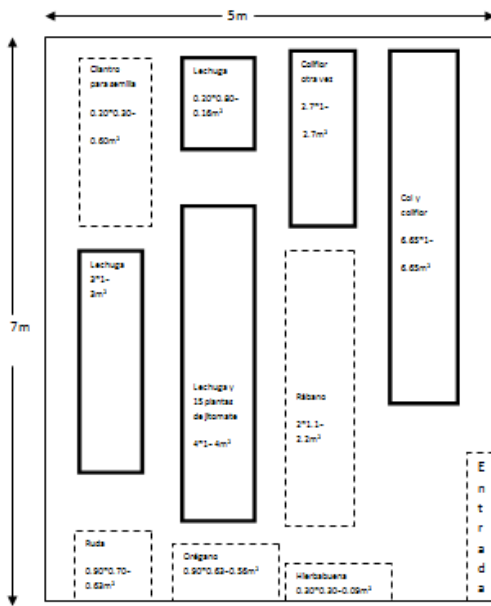 5m
7m
Cilantro
para semilla
0.20*0.30-
0.60m²
Lechuga
0.20*0.80-
0.16m²
Coliflor
otra vez
2.7*1-
2.7m²
Col y
coliflor
6.65*1-
6.65m²
Lechuga
3*1-
3m²
Lechuga y
15 plantas
de jitomate
4*1- 4m²
Rábano
2*1.1-
2.2m²
Ruda
0.90*0.70-
0.63m²
Orégano
0.90*0.63-0.56m²
Hierbabuena
0.30*0.30-0.09m²
E
n
t
r
a
d
a